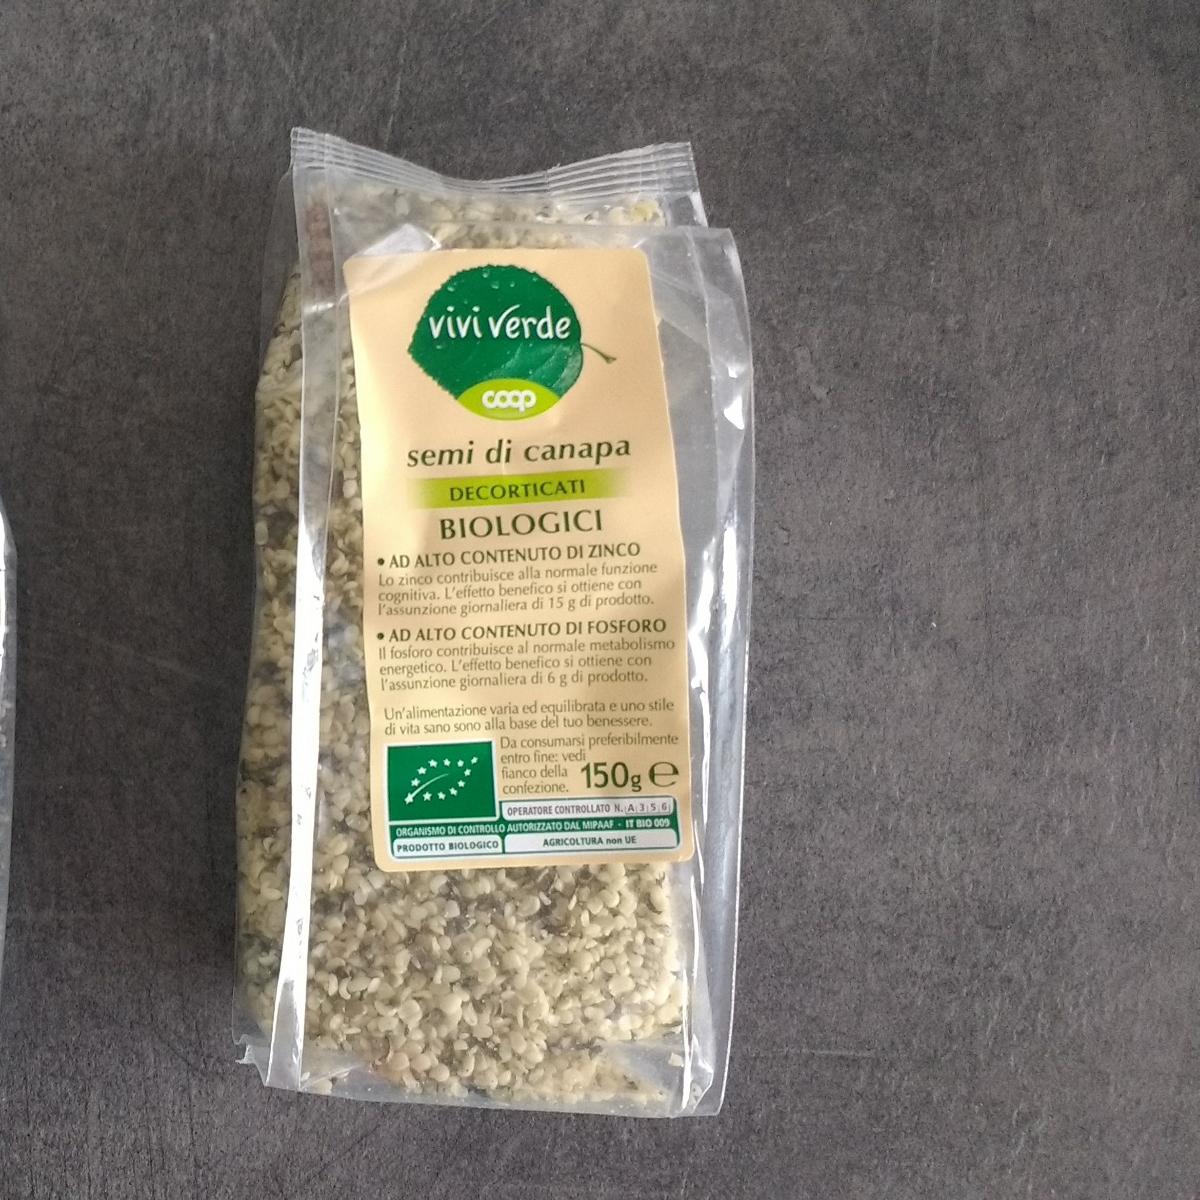 vivi verde
coop
semi di canapa
DECORTICATI
BIOLOGICI
• AD ALTO CONTENUTO DI ZINCO
Lo zinco contribuisce alla normale funzione
cognitiva. L'effetto benefico si ottiene con
l'assunzione giornaliera di 15 g di prodotto.
• AD ALTO CONTENUTO DI FOSFORO
Il fosforo contribuisce al normale metabolismo
energetico. L'effetto benefico si ottiene con
l'assunzione giornaliera di 6 g di prodotto.
Un'alimentazione varia ed equilibrata e uno stile
di vita sano sono alla base del tuo benessere.
Da consumarsi preferibilmente
entro fine: vedi
fianco della
confezione.
150g ℮
OPERATORE CONTROLLATO N. A 3 5 6
ORGANISMO DI CONTROLLO AUTORIZZATO DAL MIPAAF - IT BIO 009
PRODOTTO BIOLOGICO
AGRICOLTURA non UE